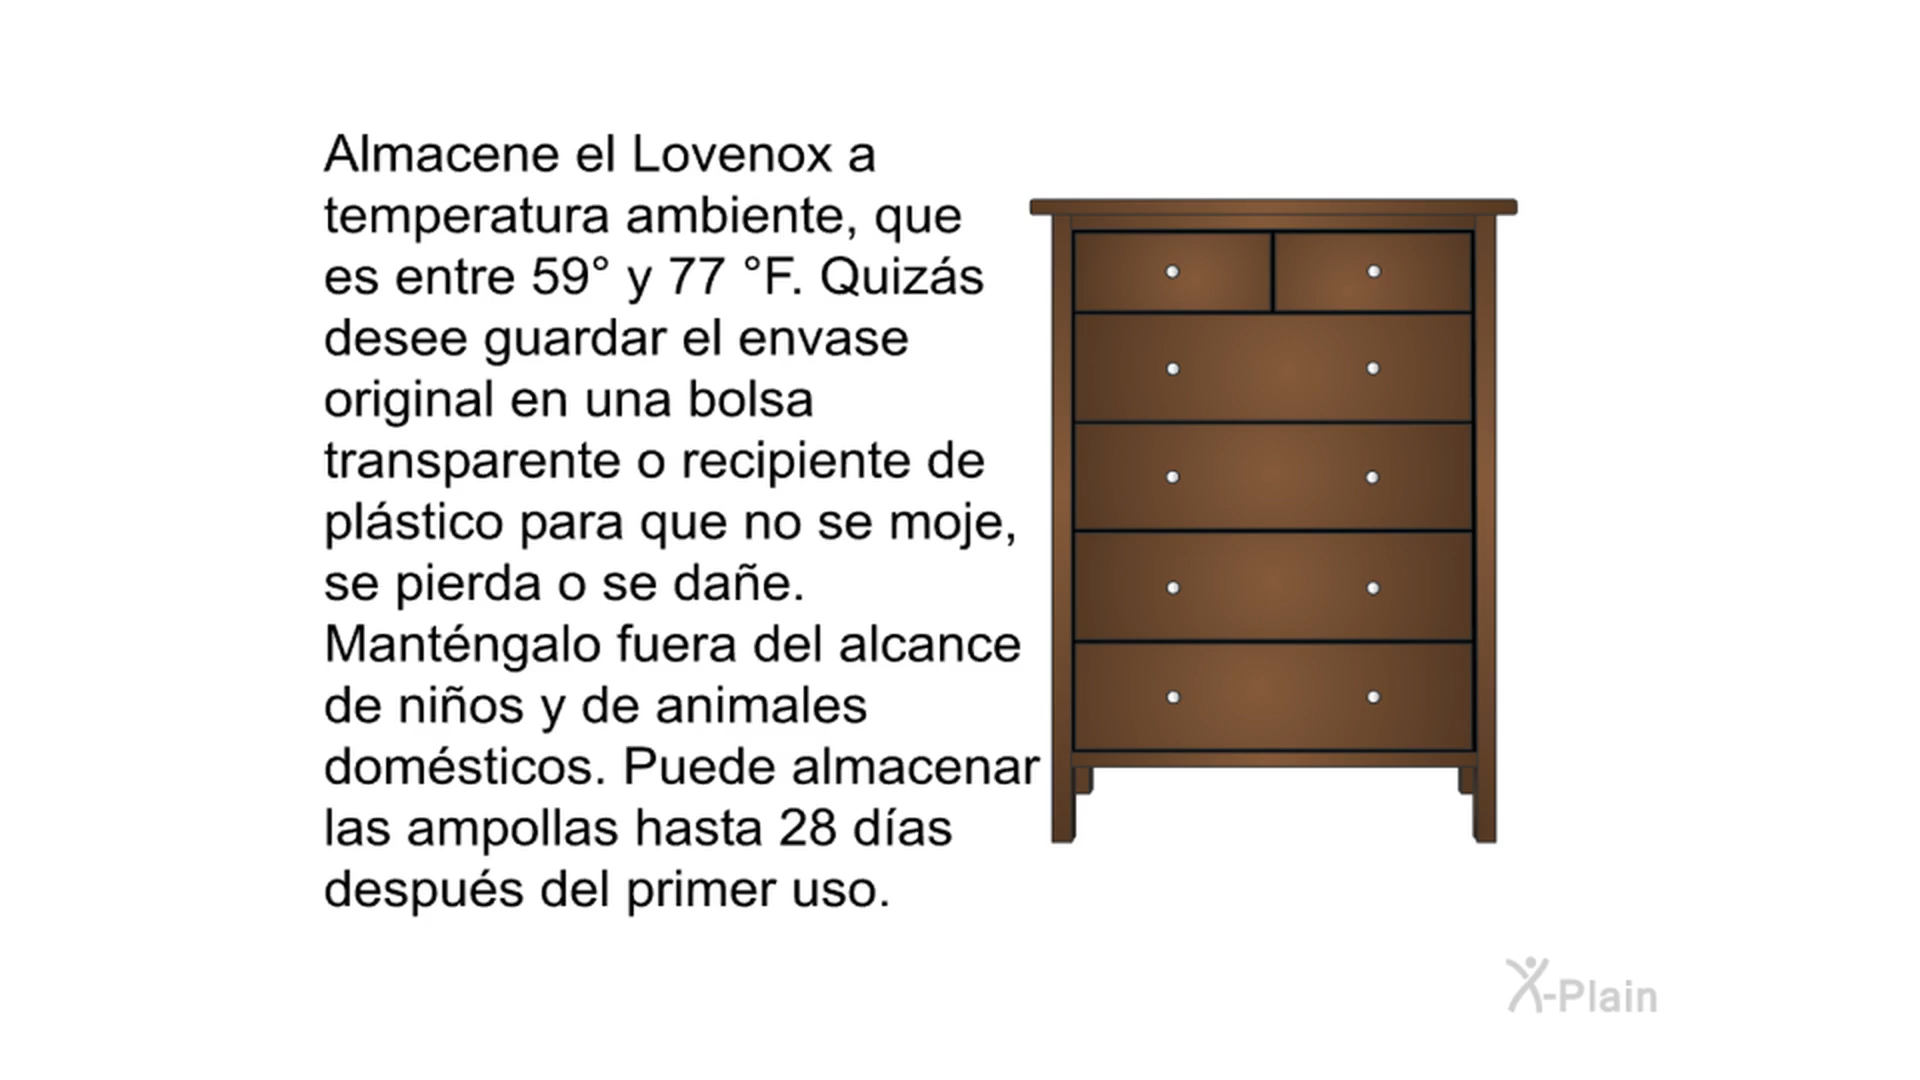 Almacene el Lovenox a
temperatura ambiente, que
es entre 59° y 77 °F. Quizás
desee guardar el envase
original en una bolsa
transparente o recipiente de
plástico para que no se moje,
se pierda o se dañe.
Manténgalo fuera del alcance
de niños y de animales
domésticos. Puede almacenar
las ampollas hasta 28 días
después del primer uso.
X-Plain